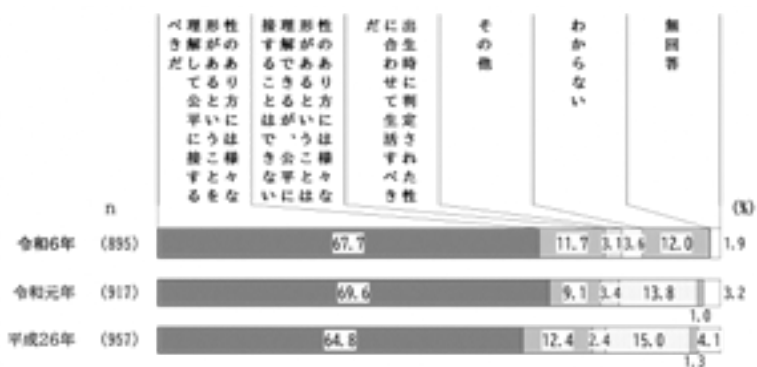 性のあり方には様々な
形があるということを
理解して公平に接する
べきだ
性のあり方には様々な
形があるということは
理解できるが、公平に
接することはできない
出生時に判定された性
に合わせて生活すべき
だ
その他
わからない
無回答
n
(%)
令和6年 (895) 67.7 11.7 3.1 3.6 12.0 1.9
令和元年 (917) 69.6 9.1 3.4 13.8 3.2
1.0
平成26年 (957) 64.8 12.4 2.4 15.0 4.1
1.3